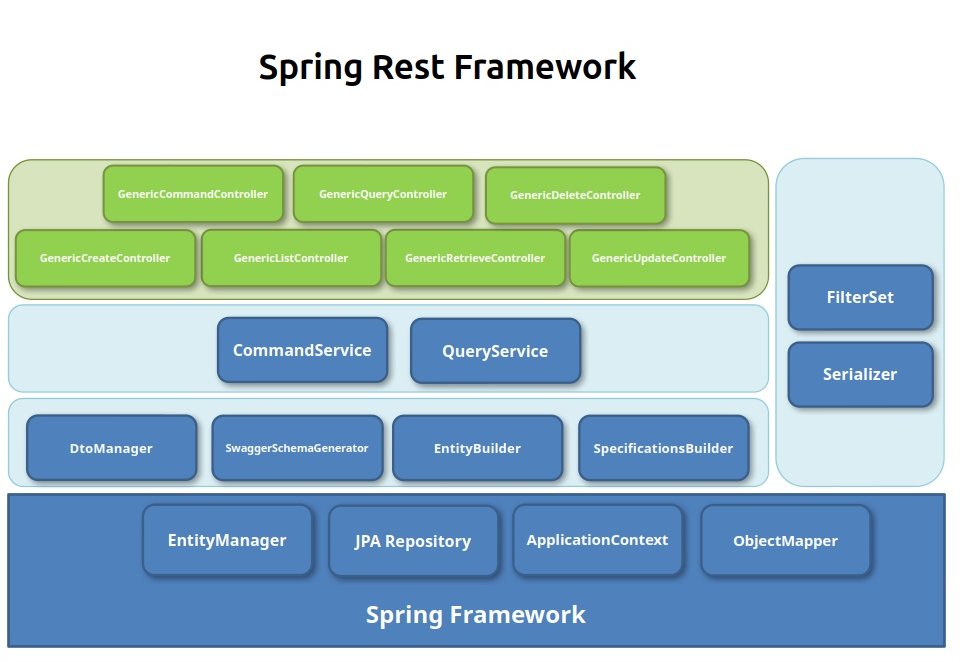 Spring Rest Framework
GenericCommandController
GenericQueryController
GenericDeleteController
GenericCreateController
GenericListController
GenericRetrieveController
GenericUpdateController
CommandService
QueryService
DtoManager
SwaggerSchemaGenerator
EntityBuilder
SpecificationsBuilder
FilterSet
Serializer
EntityManager
JPA Repository
ApplicationContext
ObjectMapper
Spring Framework